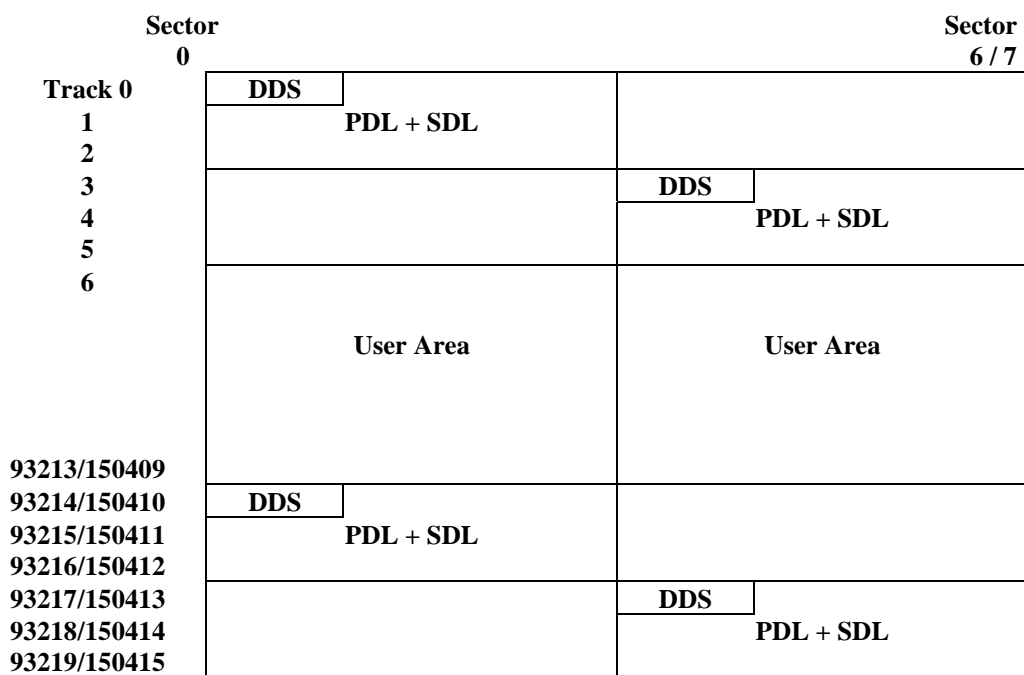 Sector Sector
0 6 / 7
Track 0 DDS
1 PDL + SDL
2
3 DDS
4 PDL + SDL
5
6
User Area User Area
93213/150409
93214/150410 DDS
93215/150411 PDL + SDL
93216/150412
93217/150413 DDS
93218/150414 PDL + SDL
93219/150415